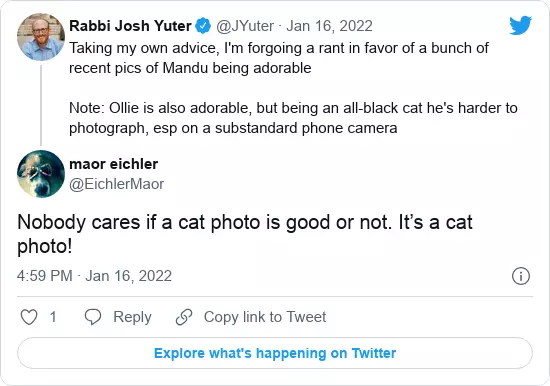 Rabbi Josh Yuter @JYuter · Jan 16, 2022
Taking my own advice, I'm forgoing a rant in favor of a bunch of
recent pics of Mandu being adorable
Note: Ollie is also adorable, but being an all-black cat he's harder to
photograph, esp on a substandard phone camera
maor eichler
@EichlerMaor
Nobody cares if a cat photo is good or not. It’s a cat
photo!
4:59 PM · Jan 16, 2022
1 Reply Copy link to Tweet
Explore what's happening on Twitter